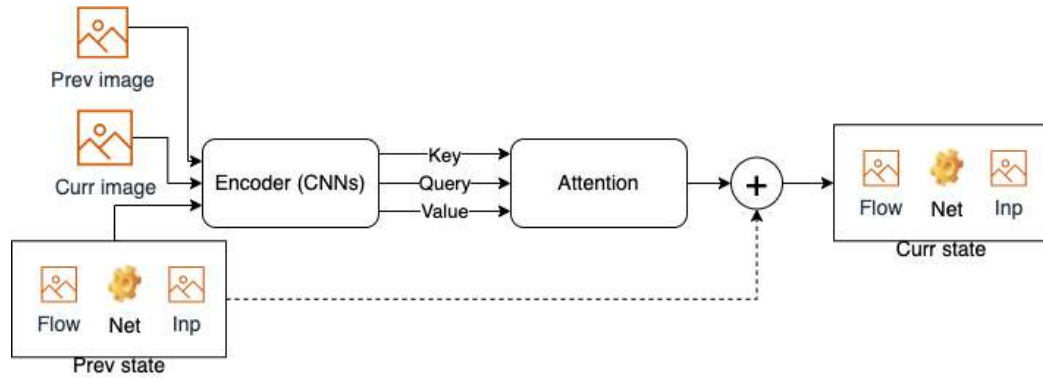 Prev image
Curr image
Encoder (CNNs)
Key
Query
Value
Attention
+
Flow Net Inp
Curr state
Flow Net Inp
Prev state